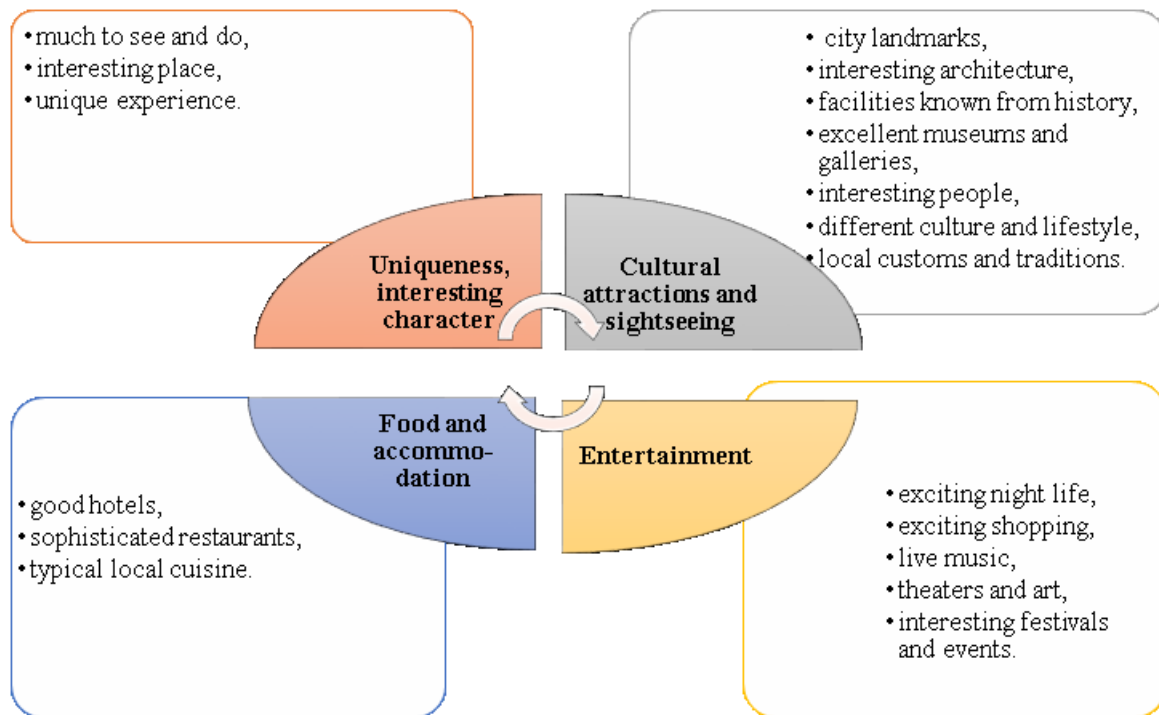 •much to see and do,
•interesting place,
•unique experience.
• city landmarks,
•interesting architecture,
•facilities known from history,
•excellent museums and
galleries,
•interesting people,
•different culture and lifestyle,
•local customs and traditions.
Uniqueness,
interesting
character
Cultural
attractions and
sightseeing
Food and
accommo-
dation
Entertainment
•good hotels,
•sophisticated restaurants,
•typical local cuisine.
•exciting night life,
•exciting shopping,
•live music,
•theaters and art,
•interesting festivals
and events.